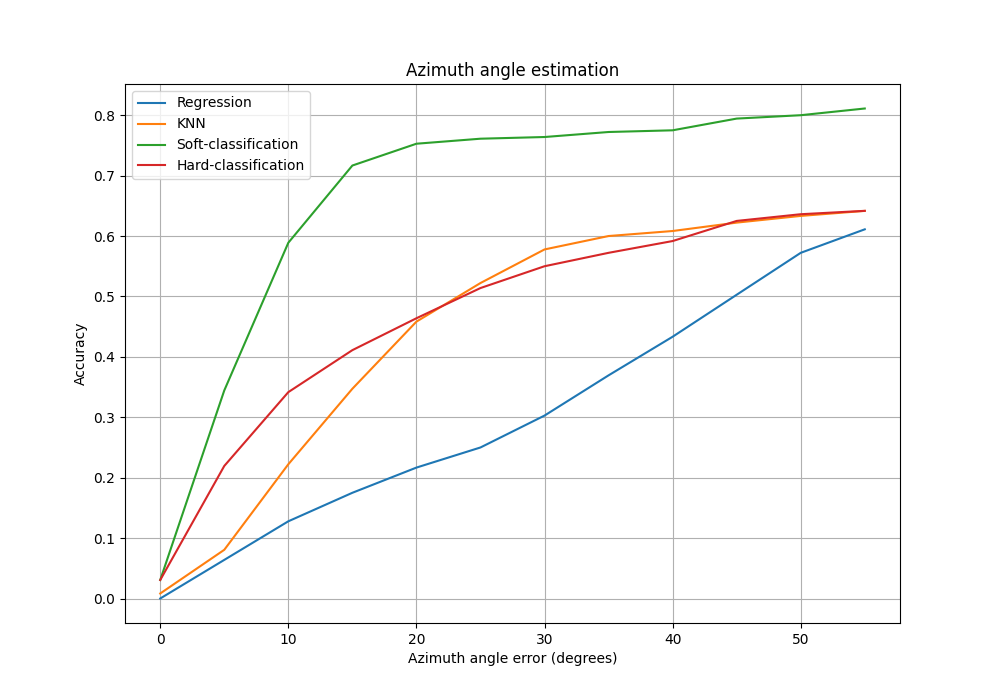 Azimuth angle estimation
Regression
KNN
Soft-classification
Hard-classification
Accuracy
0.8
0.7
0.6
0.5
0.4
0.3
0.2
0.1
0.0
0 10 20 30 40 50
Azimuth angle error (degrees)